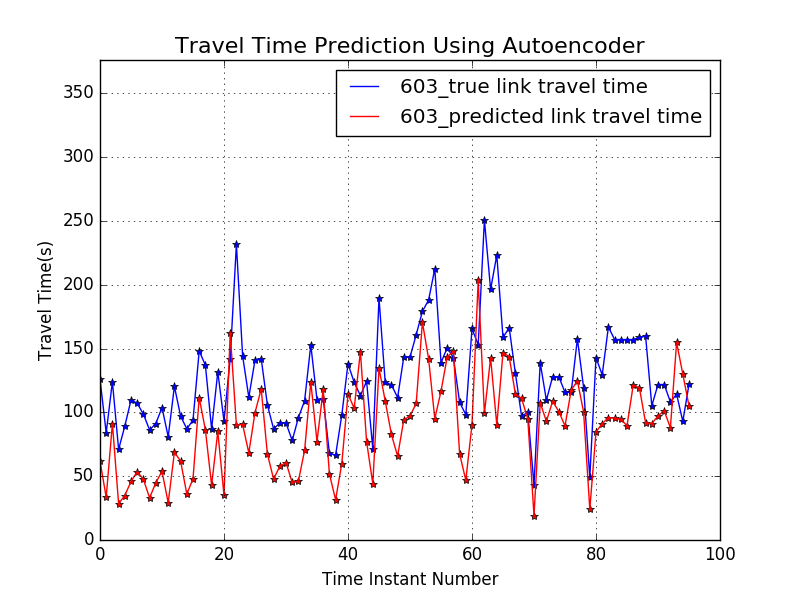 Travel Time Prediction Using Autoencoder
603_true link travel time
603_predicted link travel time
350
300
250
200
150
100
50
0
Travel Time(s)
0 20 40 60 80 100
Time Instant Number